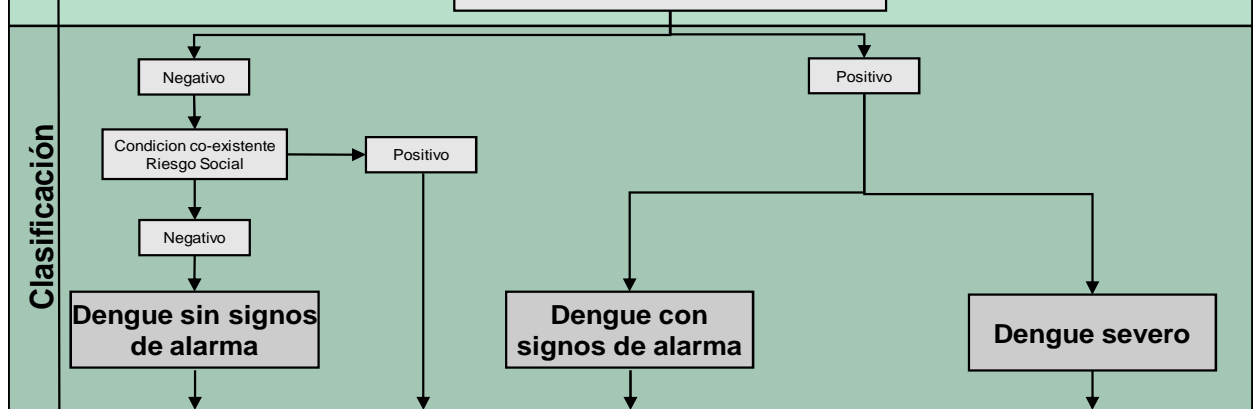 Clasificación
Negativo
Positivo
Condicion co-existente
Riesgo Social
Positivo
Negativo
Dengue sin signos
de alarma
Dengue con
signos de alarma
Dengue severo